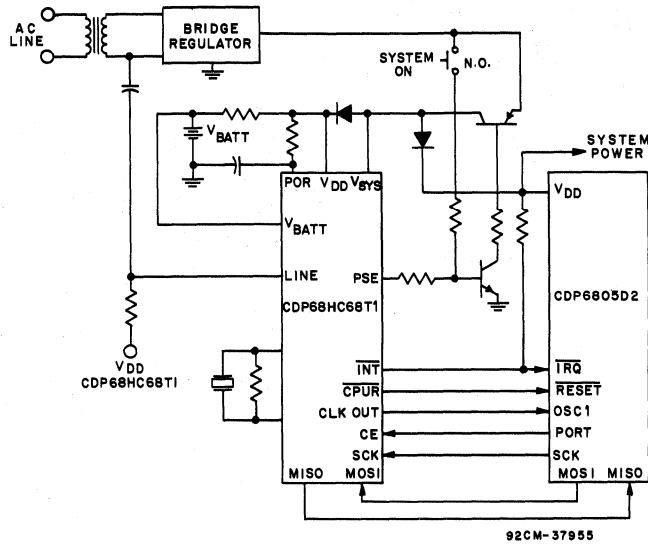 AC
LINE
BRIDGE
REGULATOR
SYSTEM
ON
N.O.
VBATT
SYSTEM
POWER
POR VDD VSYS
VDD
VBATT
LINE
PSE
CDP68HC68T1
CDP6805D2
VDD
CDP68HC68T1
INT
IRQ
CPUR
RESET
CLK OUT
OSC1
CE
PORT
SCK
SCK
MISO MOSI
MOSI MISO
92CM-37955